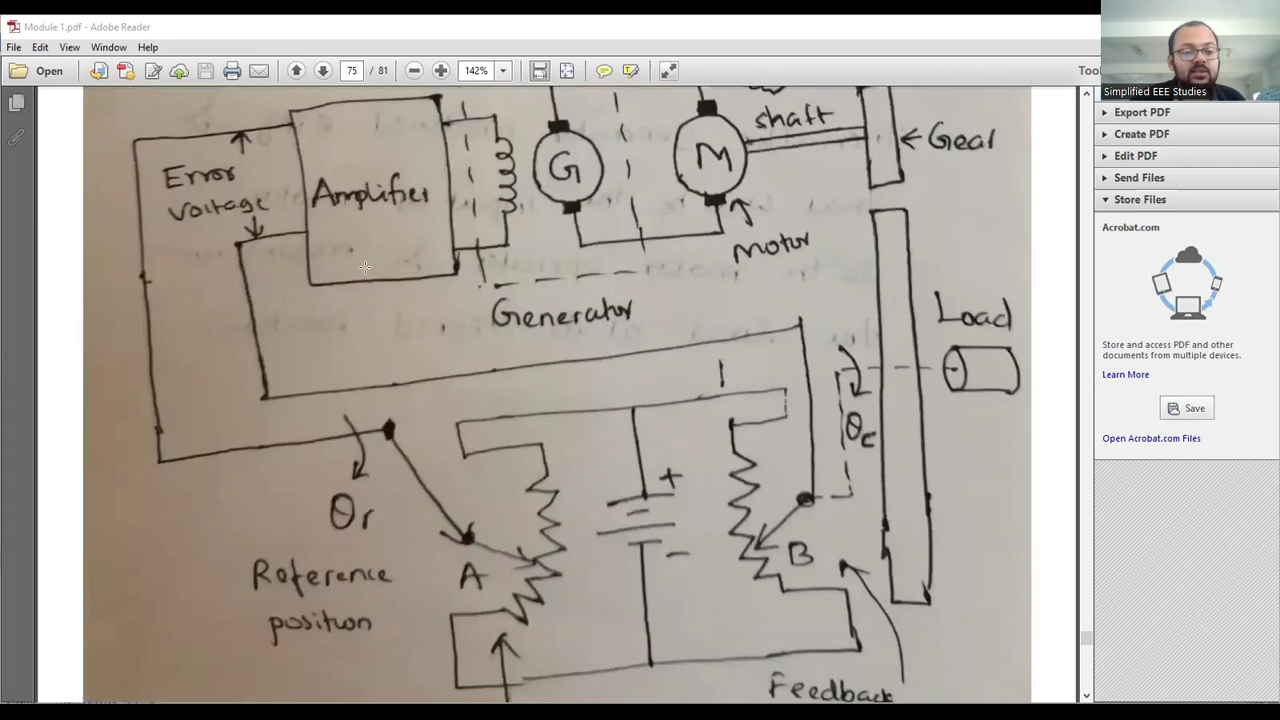 Module 1.pdf - Adobe Reader
File Edit View Window Help
Open
75 / 81
142%
Simplified EEE Studies
Export PDF
Create PDF
Edit PDF
Send Files
Store Files
Acrobat.com
Store and access PDF and other
documents from multiple devices.
Learn More
Save
Open Acrobat.com Files
shaft
Gear
Error
voltage
Amplifier
G
M
Motor
Generator
Load
θc
+
θr
-
B
A
Reference
position
Feedback